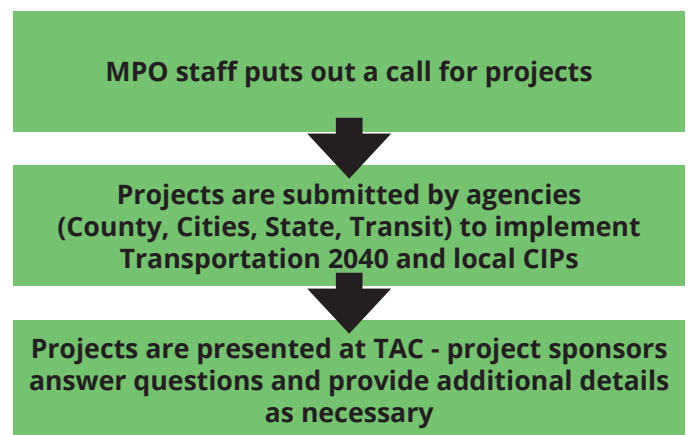 MPO staff puts out a call for projects
Projects are submitted by agencies
(County, Cities, State, Transit) to implement
Transportation 2040 and local CIPs
Projects are presented at TAC - project sponsors
answer questions and provide additional details
as necessary